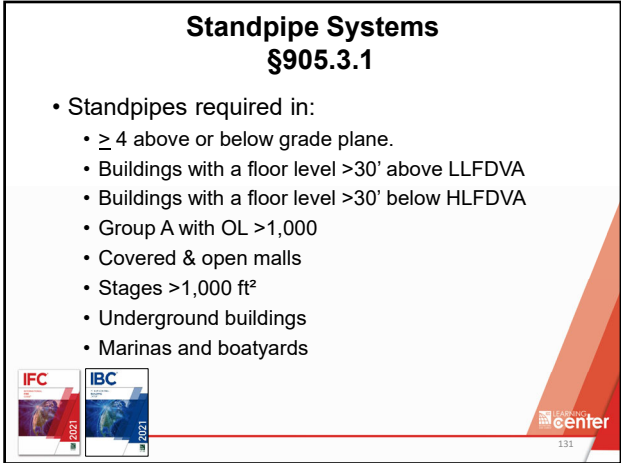 Standpipe Systems
§905.3.1
• Standpipes required in:
• ≥ 4 above or below grade plane.
• Buildings with a floor level >30’ above LLFDVA
• Buildings with a floor level >30’ below HLFDVA
• Group A with OL >1,000
• Covered & open malls
• Stages >1,000 ft²
• Underground buildings
• Marinas and boatyards
IFC
2021
IBC
2021
LEARNING
center
131